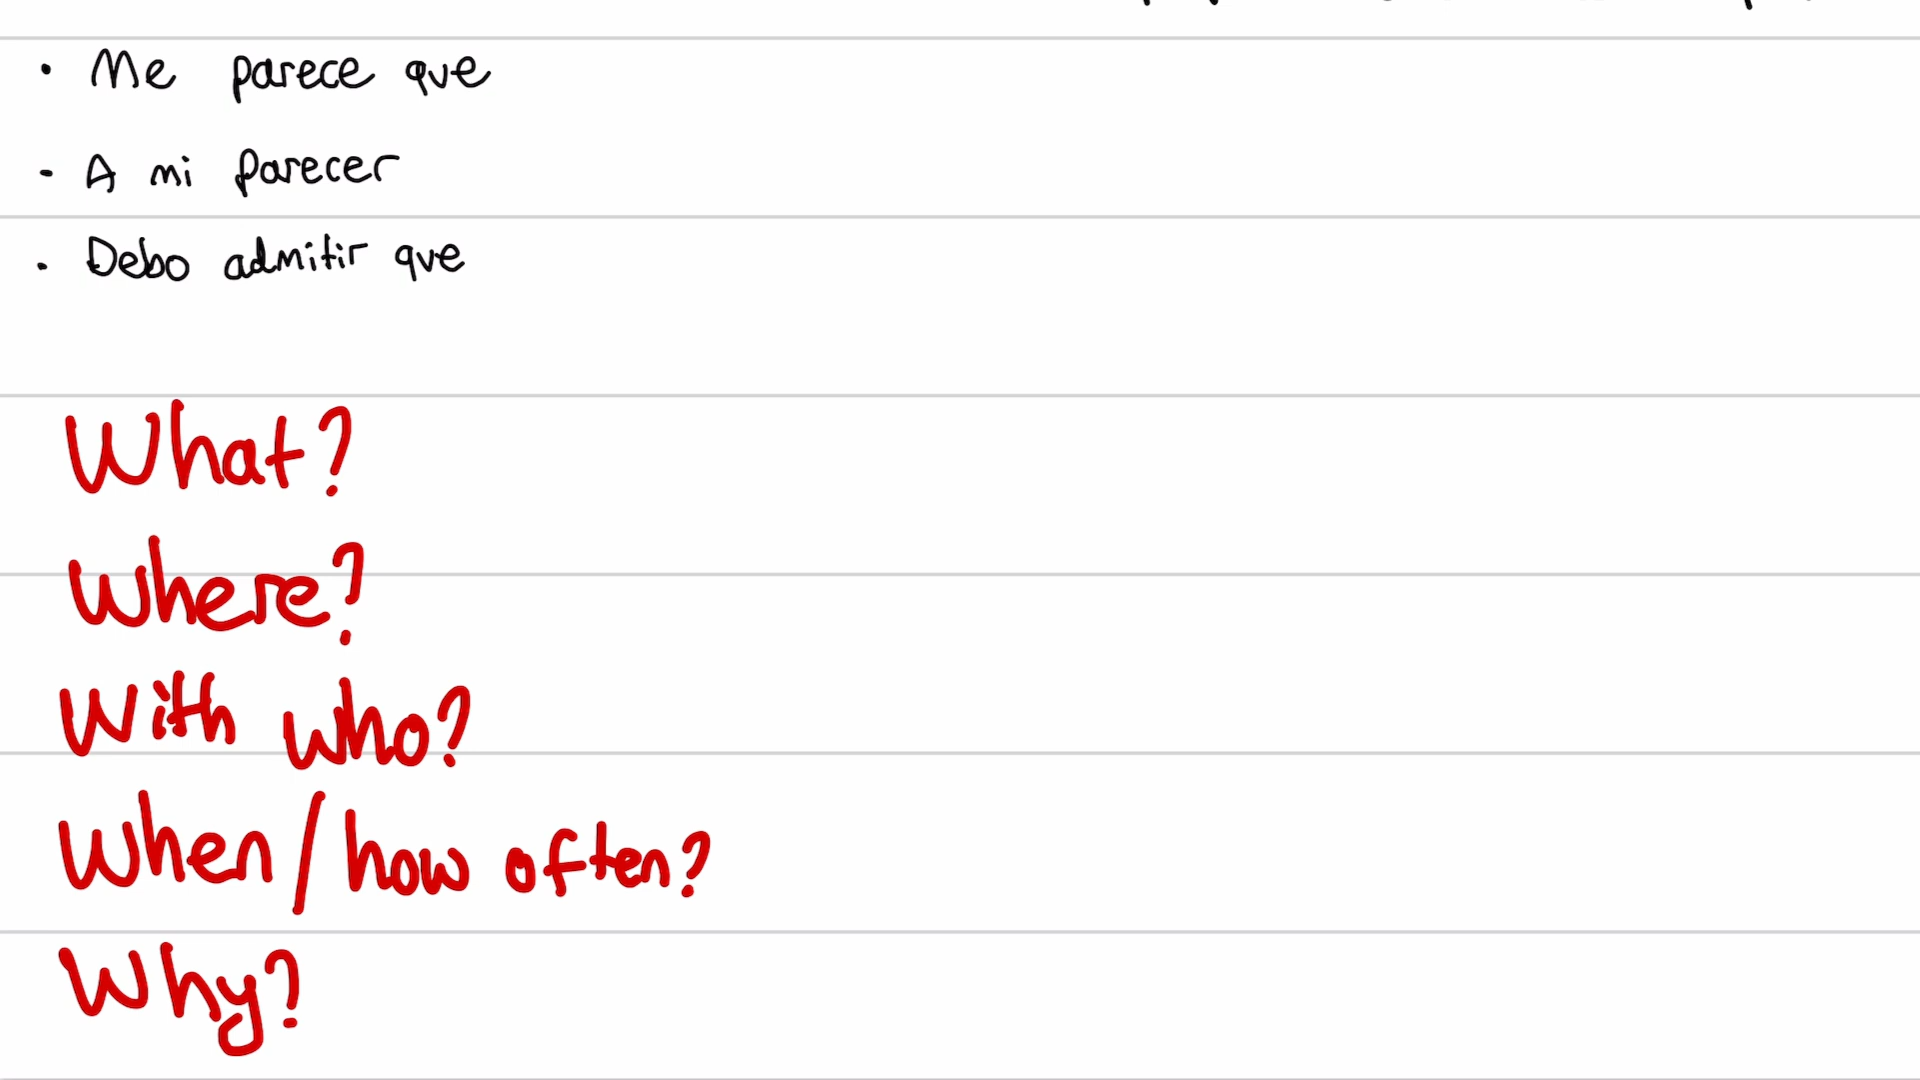 • Me parece que
- A mi parecer
• Debo admitir que
What?
Where?
With who?
When/how often?
Why?